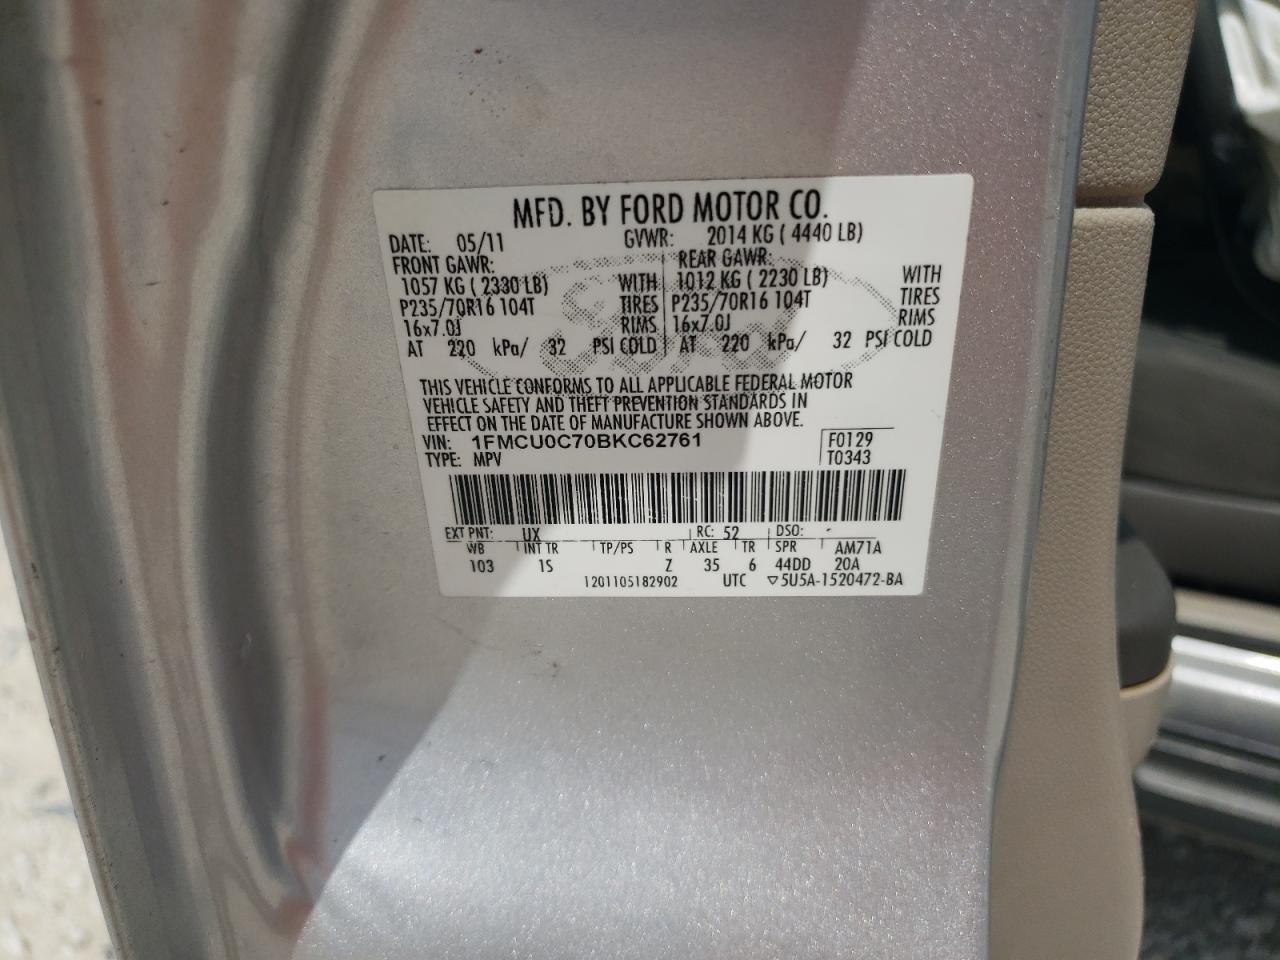 MFD. BY FORD MOTOR CO.
DATE: 05/11 GVWR: 2014 KG ( 4440 LB)
FRONT GAWR: REAR GAWR:
1057 KG ( 2330 LB) WITH 1012 KG ( 2230 LB) WITH
P235/70R16 104T TIRES P235/70R16 104T TIRES
16x7.0J RIMS 16x7.0J RIMS
AT 220 kPa/ 32 PSI COLD AT 220 kPa/ 32 PSI COLD
THIS VEHICLE CONFORMS TO ALL APPLICABLE FEDERAL MOTOR
VEHICLE SAFETY AND THEFT PREVENTION STANDARDS IN
EFFECT ON THE DATE OF MANUFACTURE SHOWN ABOVE.
VIN: 1FMCU0C70BKC62761 F0129
TYPE: MPV T0343
EXT PNT: UX RC: 52 DSO: -
WB INT TR TP/PS R AXLE TR SPR AM71A
103 1S Z 35 6 44DD 20A
1201105182902 UTC ▽5U5A-1520472-BA